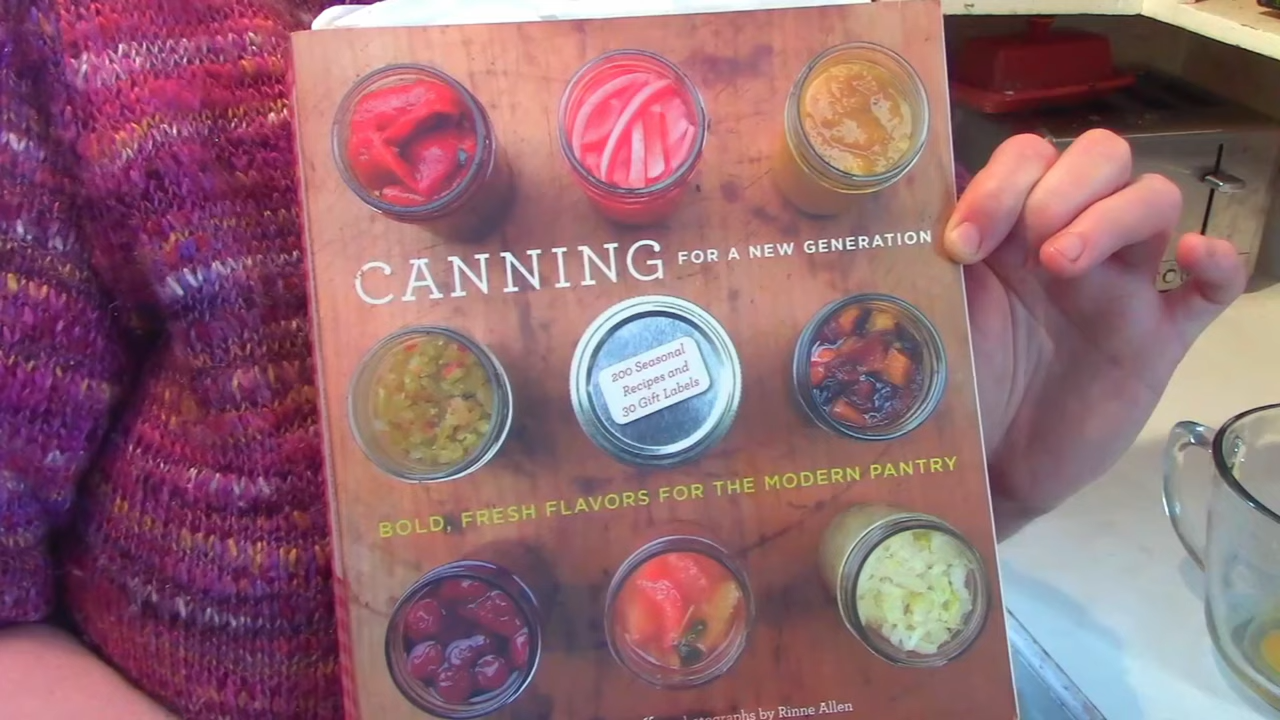 CANNING FOR A NEW GENERATION
200 Seasonal
Recipes and
30 Gift Labels
BOLD, FRESH FLAVORS FOR THE MODERN PANTRY
by Rinne Allen